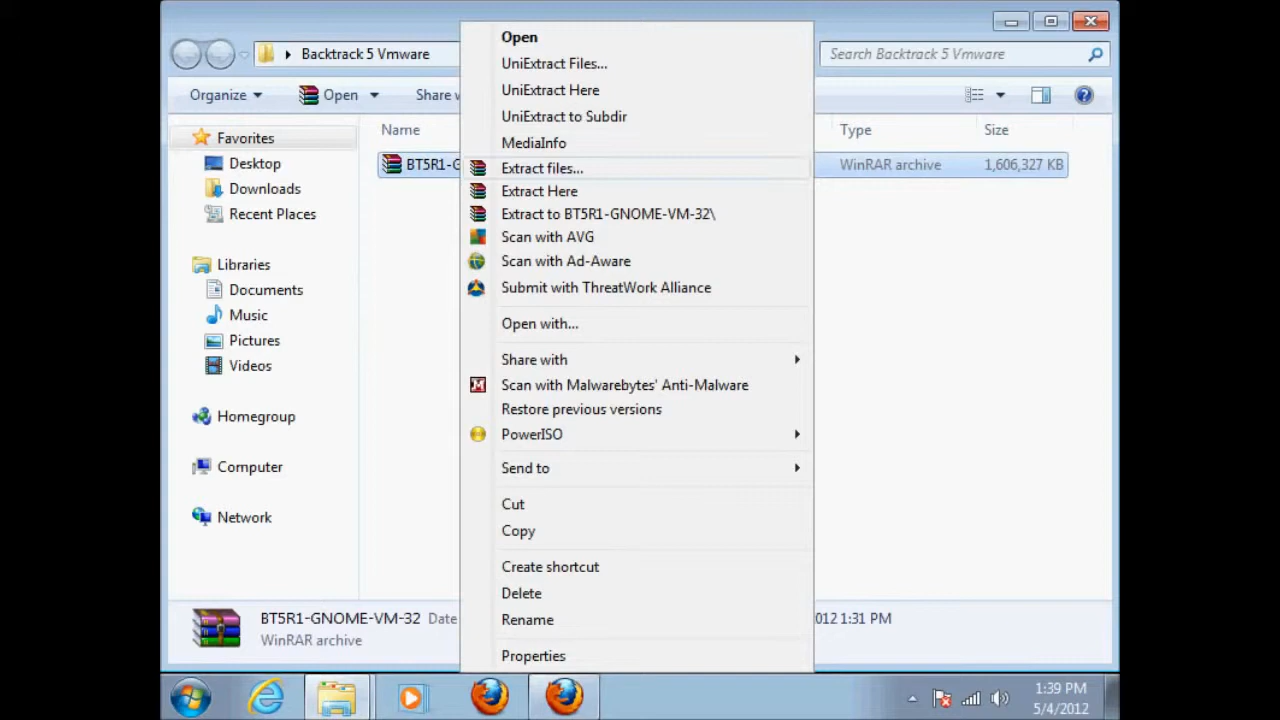 Backtrack 5 Vmware
Search Backtrack 5 Vmware
Organize
Open
Share w
Favorites
Desktop
Downloads
Recent Places
Libraries
Documents
Music
Pictures
Videos
Homegroup
Computer
Network
Name
Type
Size
BT5R1-G
WinRAR archive
1,606,327 KB
Open
UniExtract Files...
UniExtract Here
UniExtract to Subdir
MediaInfo
Extract files...
Extract Here
Extract to BT5R1-GNOME-VM-32\
Scan with AVG
Scan with Ad-Aware
Submit with ThreatWork Alliance
Open with...
Share with
Scan with Malwarebytes' Anti-Malware
Restore previous versions
PowerISO
Send to
Cut
Copy
Create shortcut
Delete
Rename
Properties
BT5R1-GNOME-VM-32 Date
2012 1:31 PM
WinRAR archive
1:39 PM
5/4/2012